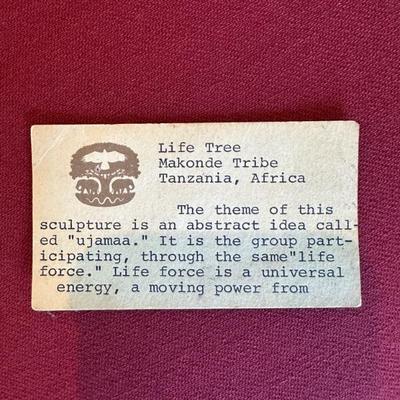 Life Tree
Makonde Tribe
Tanzania, Africa
The theme of this
sculpture is an abstract idea call-
ed "ujamaa." It is the group part-
icipating, through the same"life
force." Life force is a universal
energy, a moving power from